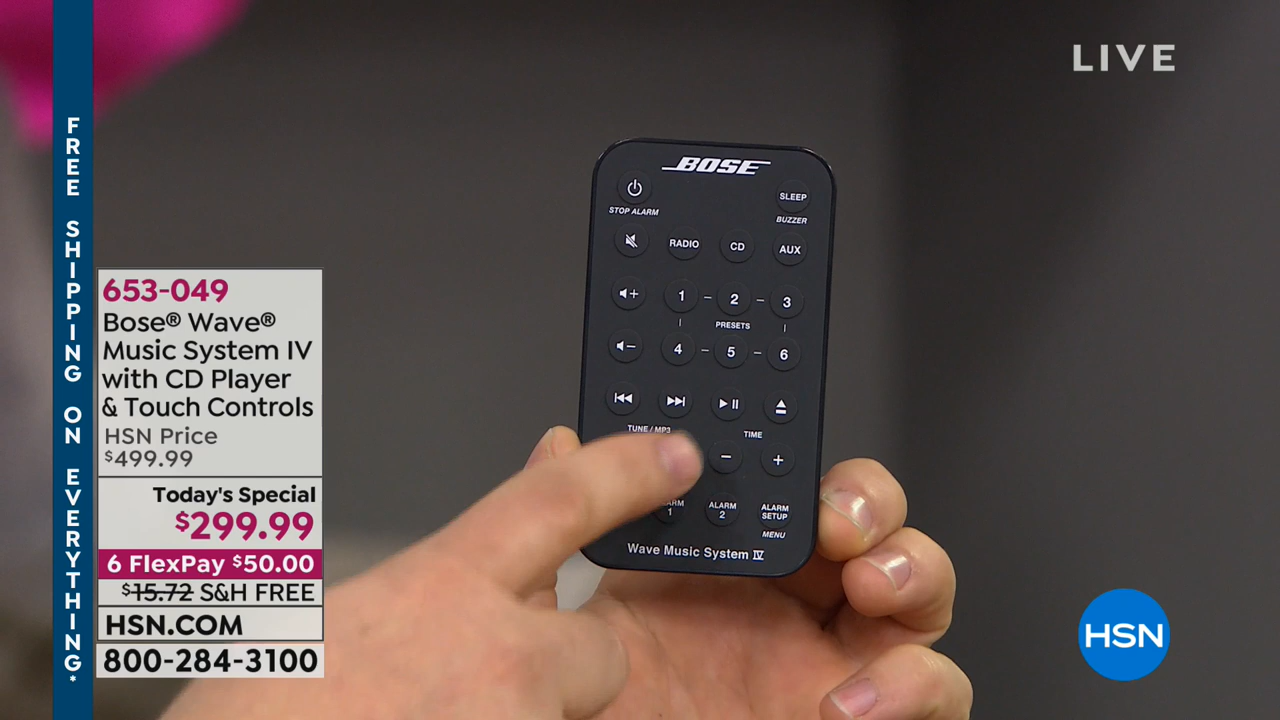 FREE SHIPPING ON EVERYTHING.*
LIVE
653-049
Bose® Wave®
Music System IV
with CD Player
& Touch Controls
HSN Price
$499.99
Today's Special
$299.99
6 FlexPay $50.00
$15.72 S&H FREE
HSN.COM
800-284-3100
BOSE
SLEEP
STOP ALARM
BUZZER
RADIO CD AUX
1 - 2 - 3
PRESETS
4 - 5 - 6
TUNE / MP3 TIME
- +
ALARM
2
ALARM
SETUP
1
MENU
Wave Music System IV
HSN